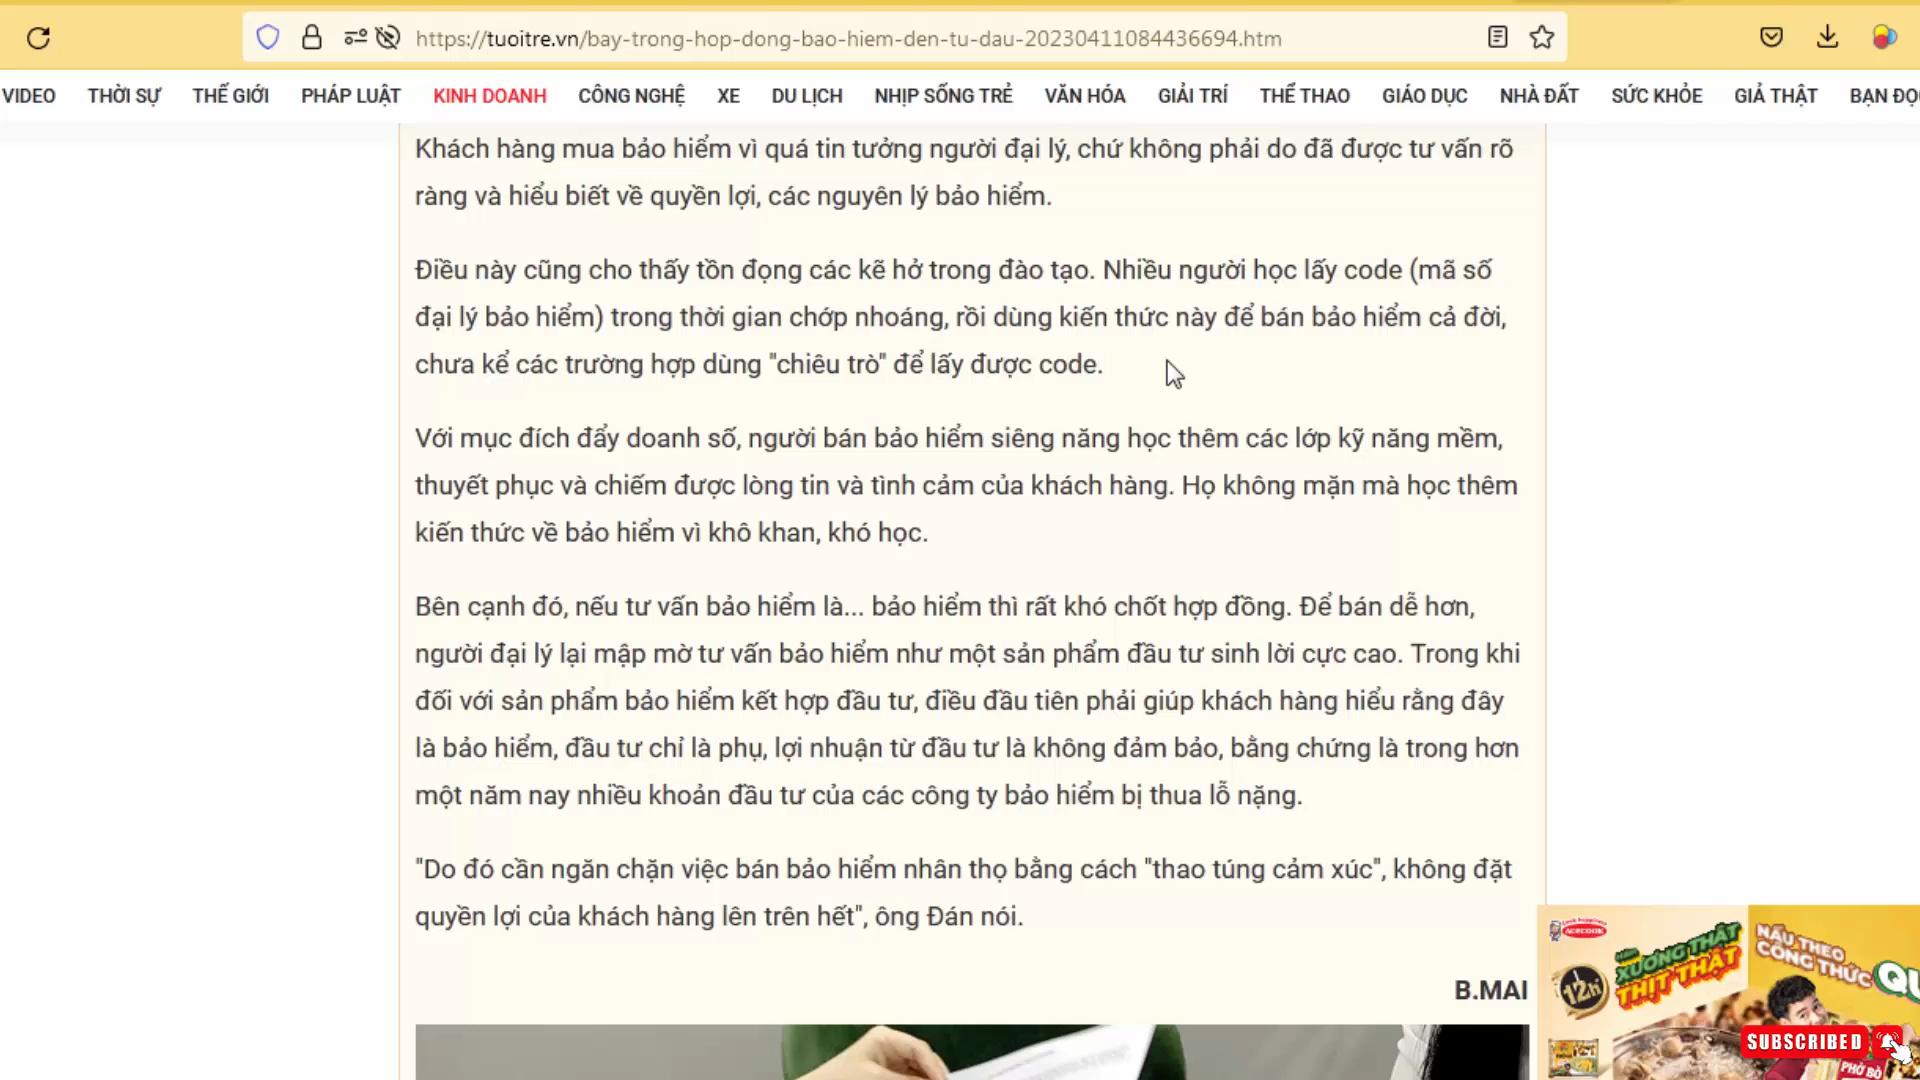 https://tuoitre.vn/bay-trong-hop-dong-bao-hiem-den-tu-dau-20230411084436694.htm
VIDEO THỜI SỰ THẾ GIỚI PHÁP LUẬT KINH DOANH CÔNG NGHỆ XE DU LỊCH NHỊP SỐNG TRẺ VĂN HÓA GIẢI TRÍ THỂ THAO GIÁO DỤC NHÀ ĐẤT SỨC KHỎE GIẢ THẬT BẠN ĐỌ
Khách hàng mua bảo hiểm vì quá tin tưởng người đại lý, chứ không phải do đã được tư vấn rõ
ràng và hiểu biết về quyền lợi, các nguyên lý bảo hiểm.
Điều này cũng cho thấy tồn đọng các kẽ hở trong đào tạo. Nhiều người học lấy code (mã số
đại lý bảo hiểm) trong thời gian chớp nhoáng, rồi dùng kiến thức này để bán bảo hiểm cả đời,
chưa kể các trường hợp dùng "chiêu trò" để lấy được code.
Với mục đích đẩy doanh số, người bán bảo hiểm siêng năng học thêm các lớp kỹ năng mềm,
thuyết phục và chiếm được lòng tin và tình cảm của khách hàng. Họ không mặn mà học thêm
kiến thức về bảo hiểm vì khô khan, khó học.
Bên cạnh đó, nếu tư vấn bảo hiểm là... bảo hiểm thì rất khó chốt hợp đồng. Để bán dễ hơn,
người đại lý lại mập mờ tư vấn bảo hiểm như một sản phẩm đầu tư sinh lời cực cao. Trong khi
đối với sản phẩm bảo hiểm kết hợp đầu tư, điều đầu tiên phải giúp khách hàng hiểu rằng đây
là bảo hiểm, đầu tư chỉ là phụ, lợi nhuận từ đầu tư là không đảm bảo, bằng chứng là trong hơn
một năm nay nhiều khoản đầu tư của các công ty bảo hiểm bị thua lỗ nặng.
"Do đó cần ngăn chặn việc bán bảo hiểm nhân thọ bằng cách "thao túng cảm xúc", không đặt
quyền lợi của khách hàng lên trên hết", ông Đán nói.
B.MAI
ACECOOK
12h
XƯƠNG THẬT
THỊT THẬT
NẤU THEO
CÔNG THỨC
QU
SUBSCRIBED
PHỞ BÒ